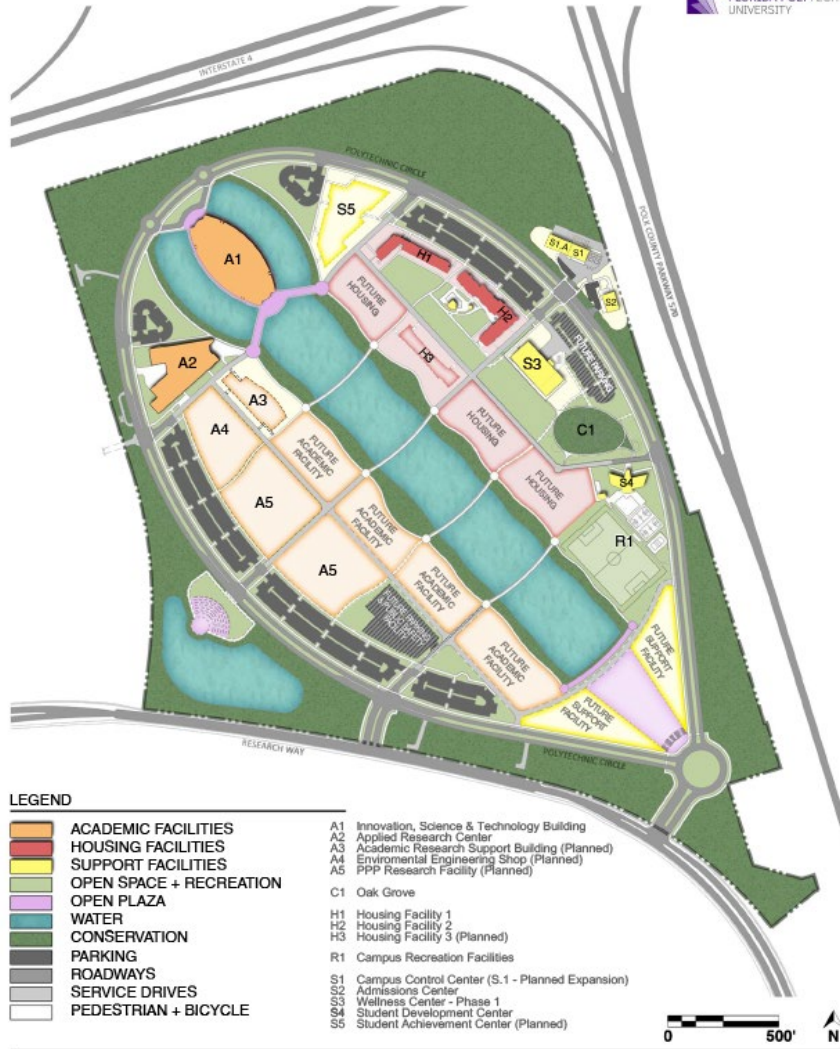 UNIVERSITY
INTERSTATE 4
POLYTECHNIC CIRCLE
POLK COUNTY PARKWAY 570
S5
A1
S1.A
S1
H1
S2
FUTURE
HOUSING
H2
H3
S3
FUTURE PARKING
A2
A3
FUTURE
HOUSING
C1
A4
FUTURE
ACADEMIC
FACILITY
FUTURE
HOUSING
S4
A5
FUTURE
ACADEMIC
FACILITY
R1
A5
FUTURE
ACADEMIC
FACILITY
FUTURE PARKING
& PUBLIC SAFETY
FACILITY
FUTURE
ACADEMIC
FACILITY
FUTURE
SUPPORT
FACILITY
FUTURE
SUPPORT
FACILITY
RESEARCH WAY
POLYTECHNIC CIRCLE
LEGEND
ACADEMIC FACILITIES
HOUSING FACILITIES
SUPPORT FACILITIES
OPEN SPACE + RECREATION
OPEN PLAZA
WATER
CONSERVATION
PARKING
ROADWAYS
SERVICE DRIVES
PEDESTRIAN + BICYCLE
A1 Innovation, Science & Technology Building
A2 Applied Research Center
A3 Academic Research Support Building (Planned)
A4 Enviromental Engineering Shop (Planned)
A5 PPP Research Facility (Planned)
C1 Oak Grove
H1 Housing Facility 1
H2 Housing Facility 2
H3 Housing Facility 3 (Planned)
R1 Campus Recreation Facilities
S1 Campus Control Center (S.1 - Planned Expansion)
S2 Admissions Center
S3 Wellness Center - Phase 1
S4 Student Development Center
S5 Student Achievement Center (Planned)
0 500'
N